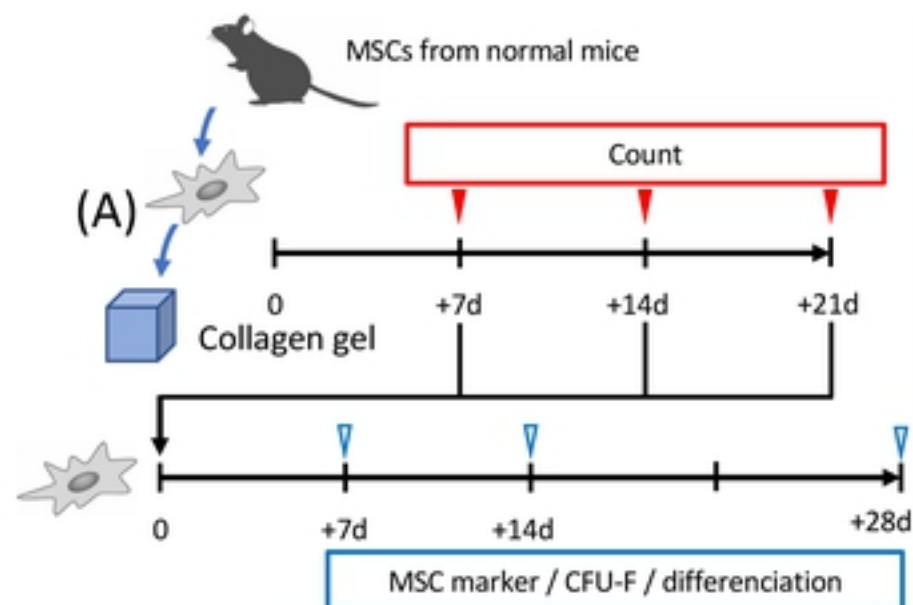 MSCs from normal mice
Count
(A)
0 +7d +14d +21d
Collagen gel
0 +7d +14d +28d
MSC marker / CFU-F / differenciation